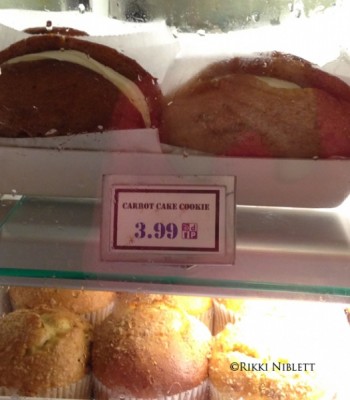 CARROT CAKE COOKIE
3.99
©RIKKI NIBLETT